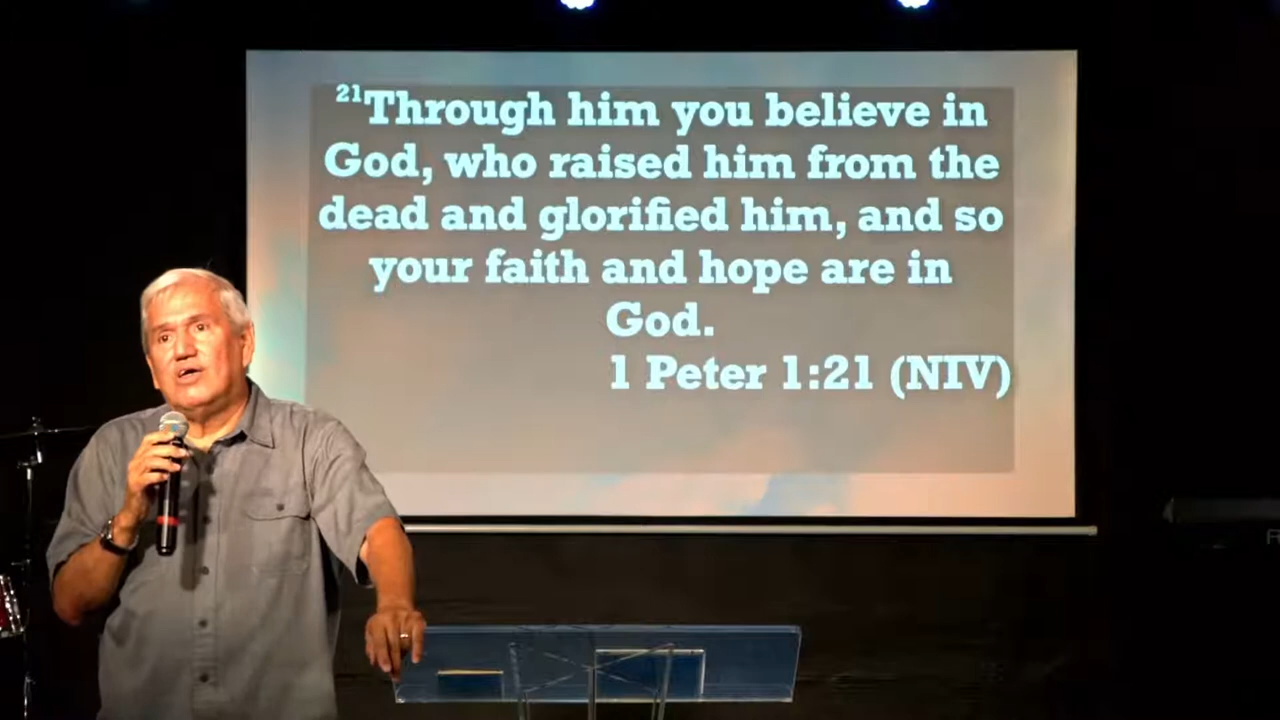 ²¹Through him you believe in
God, who raised him from the
dead and glorified him, and so
your faith and hope are in
God.
1 Peter 1:21 (NIV)